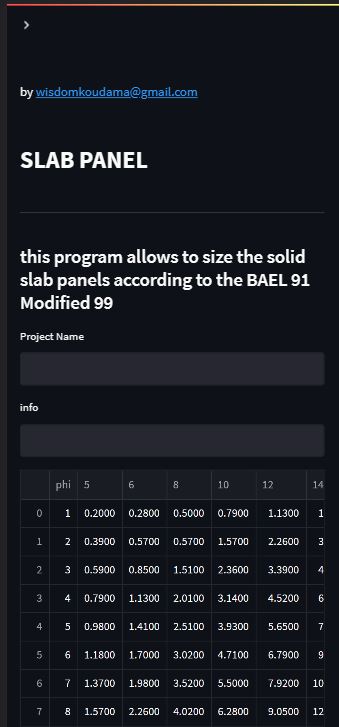 by wisdomkoudama@gmail.com
SLAB PANEL
this program allows to size the solid
slab panels according to the BAEL 91
Modified 99
Project Name
info
phi 5 6 8 10 12 14
0 1 0.2000 0.2800 0.5000 0.7900 1.1300 1
1 2 0.3900 0.5700 0.5700 1.5700 2.2600 3
2 3 0.5900 0.8500 1.5100 2.3600 3.3900 4
3 4 0.7900 1.1300 2.0100 3.1400 4.5200 6
4 5 0.9800 1.4100 2.5100 3.9300 5.6500 7
5 6 1.1800 1.7000 3.0200 4.7100 6.7900 9
6 7 1.3700 1.9800 3.5200 5.5000 7.9200 10
7 8 1.5700 2.2600 4.0200 6.2800 9.0500 12